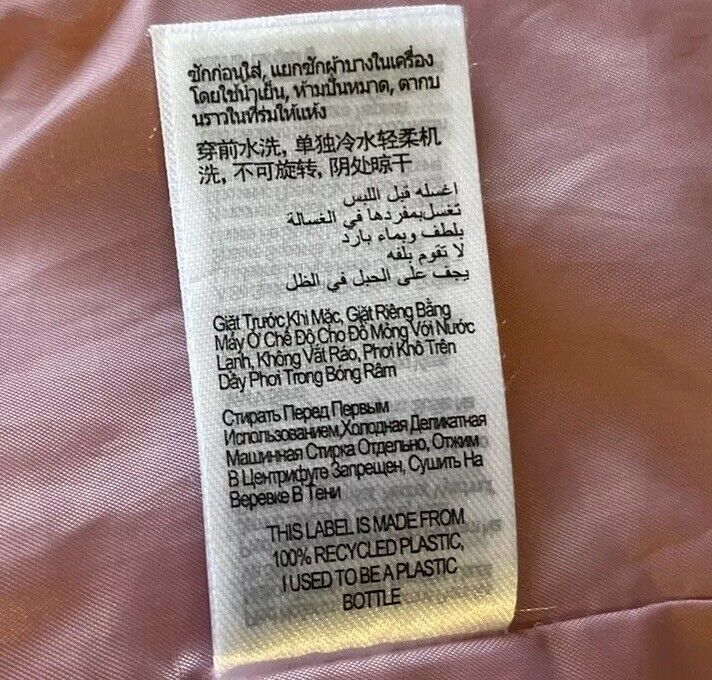 ซักก่อนใส่, แยกซักผ้าบางในเครื่อง
โดยใช้น้ำเย็น, ห้ามปั่นหมาด, ตากบ
นราวในที่ร่มให้แห้ง
穿前水洗, 单独冷水轻柔机
洗, 不可旋转, 阴处晾干
اغسله قبل اللبس
تغسل بمفردها في الغسالة
بلطف وبماء بارد
لا تقوم بلفه
يجف على الحبل في الظل
Giặt Trước Khi Mặc, Giặt Riêng Bằng
Máy Ở Chế Độ Cho Đồ Mỏng Với Nước
Lạnh, Không Vắt Ráo, Phơi Khô Trên
Dây Phơi Trong Bóng Râm
Стирать Перед Первым
Использованием,Холодная Деликатная
Машинная Стирка Отдельно, Отжим
В Центрифуге Запрещен, Сушить На
Веревке В Тени
THIS LABEL IS MADE FROM
100% RECYCLED PLASTIC,
I USED TO BE A PLASTIC
BOTTLE